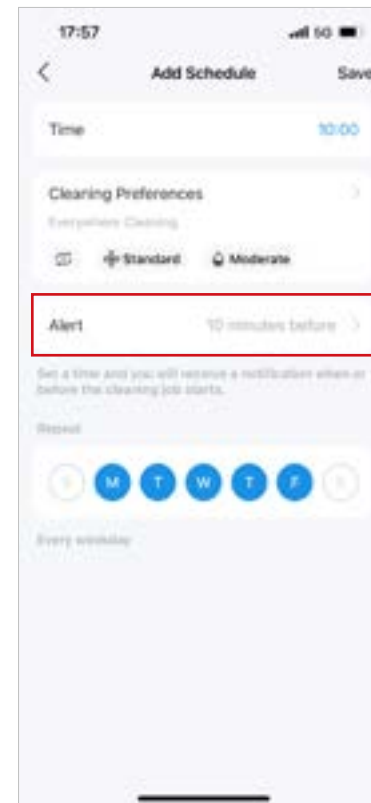 17:57 5G
Add Schedule Save
Time 10:00
Cleaning Preferences
Everywhere Cleaning
Standard Moderate
Alert 10 minutes before
Set a time and you will receive a notification when or
before the cleaning job starts.
Repeat
S M T W T F S
Every weekday